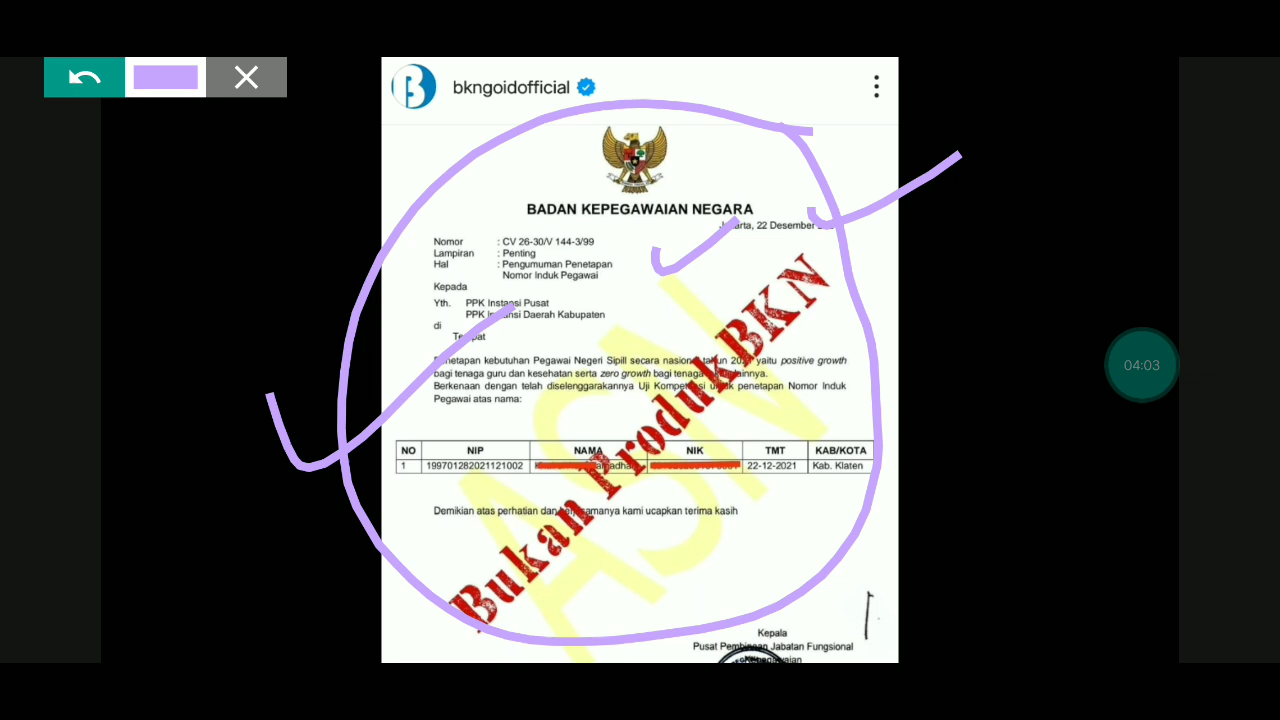 bkngoidofficial
BADAN KEPEGAWAIAN NEGARA
22 Desember
Nomor : CV 26-30/V 144-3/99
Lampiran : Penting
Hal : Pengumuman Penetapan
Nomor Induk Pegawai
Kepada
Yth. PPK Instansi Pusat
PPK Instansi Daerah Kabupaten
di
Tempat
Penetapan kebutuhan Pegawai Negeri Sipill secara nasional tahun yaitu positive growth
bagi tenaga guru dan kesehatan serta zero growth bagi tenaga
Berkenaan dengan telah diselenggarakannya Uji Kompetensi untuk penetapan Nomor Induk
Pegawai atas nama:
NO NIP NAMA NIK TMT KAB/KOTA
1 199701282021121002 22-12-2021 Kab. Klaten
Demikian atas perhatian dan kerjasamanya kami ucapkan terima kasih
ASN
Bukan Produk BKN
Kepala
Pusat Pembinaan Jabatan Fungsional
Kepegawaian
04:03